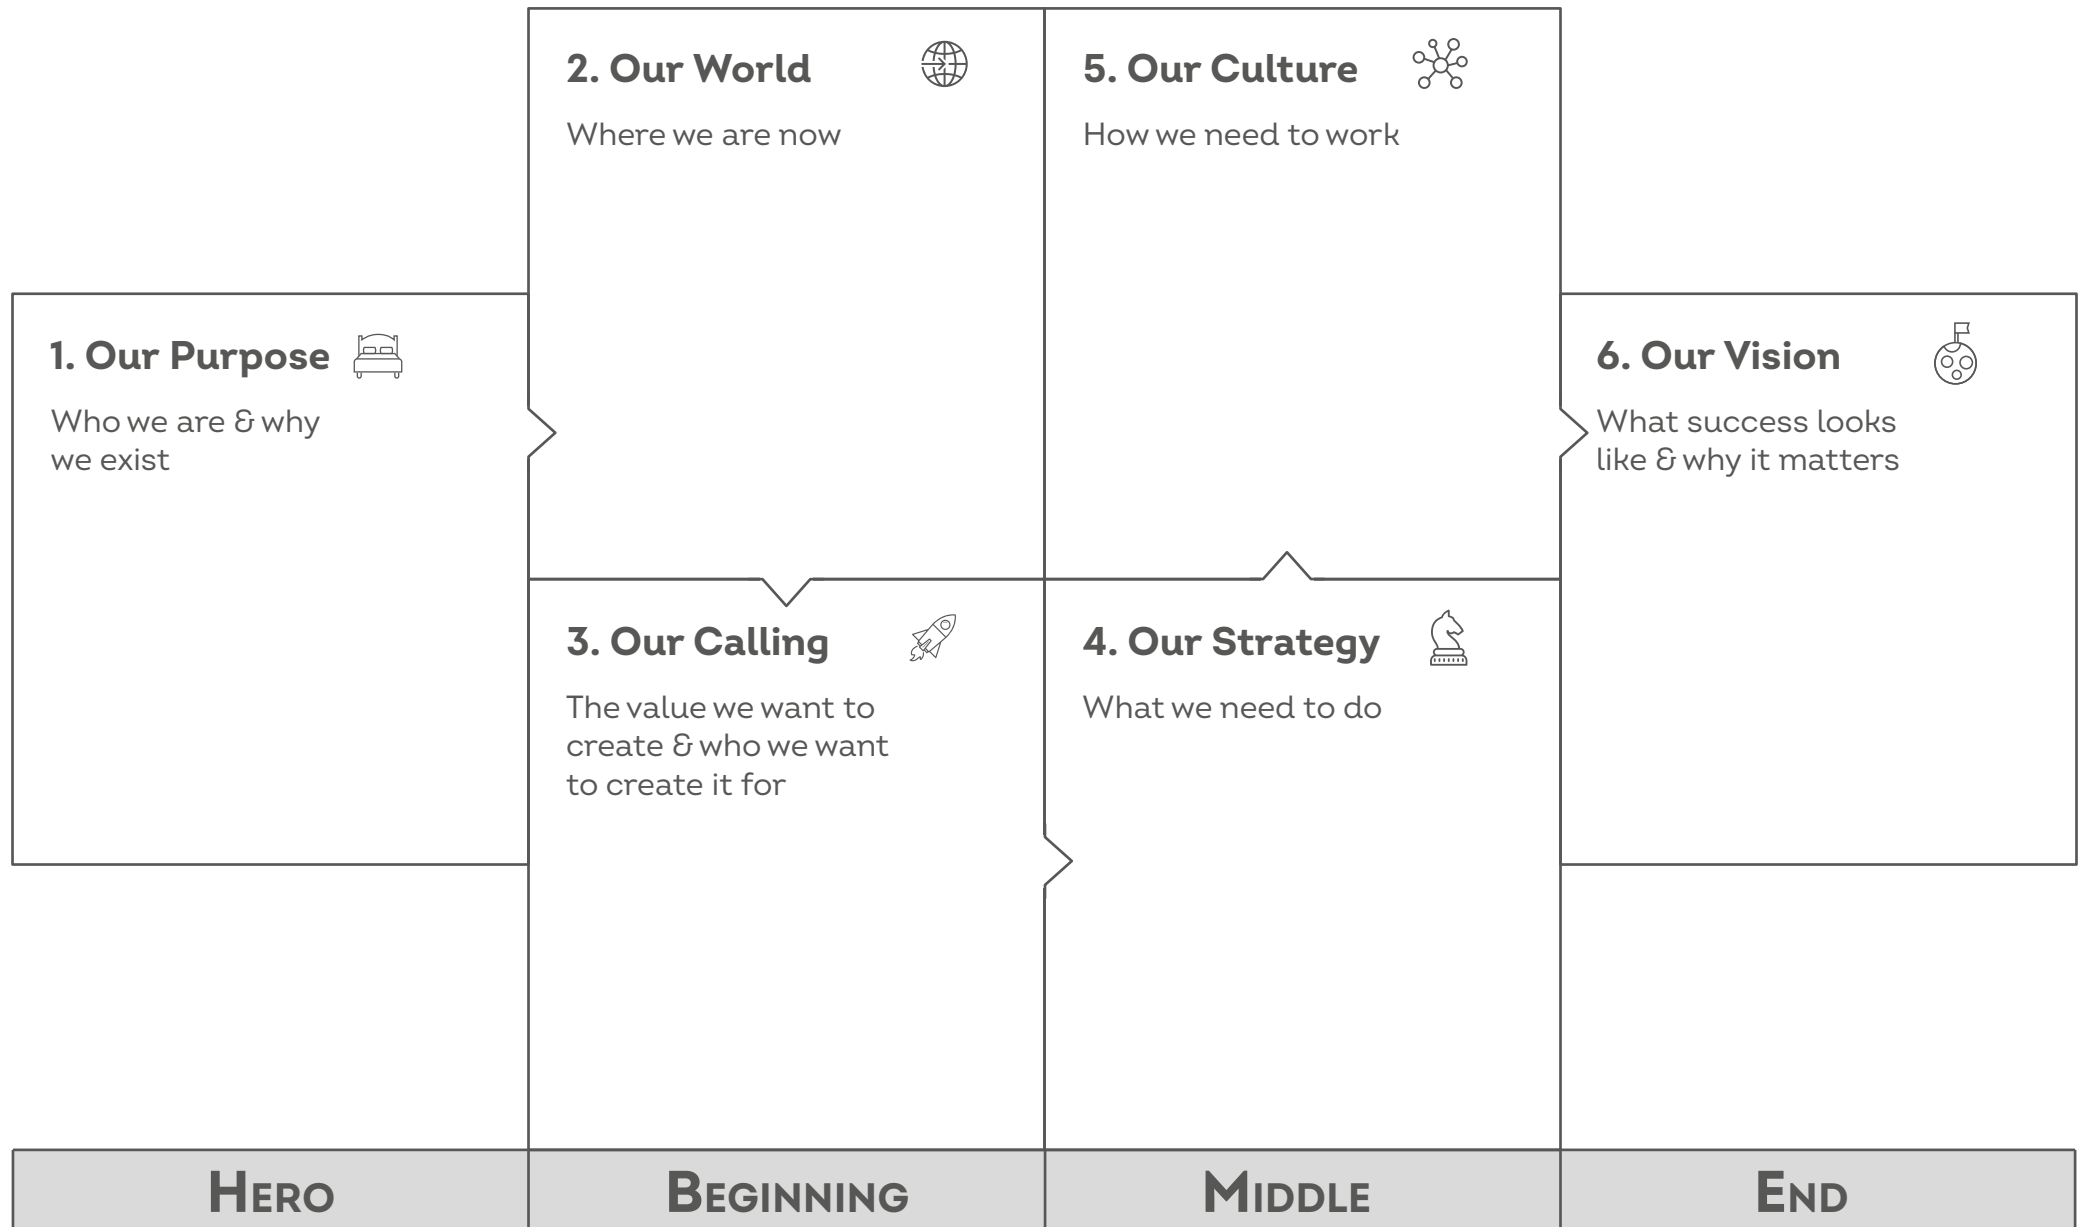 1. Our Purpose
Who we are & why
we exist
2. Our World
Where we are now
3. Our Calling
The value we want to
create & who we want
to create it for
4. Our Strategy
What we need to do
5. Our Culture
How we need to work
6. Our Vision
What success looks
like & why it matters
HERO
BEGINNING
MIDDLE
END